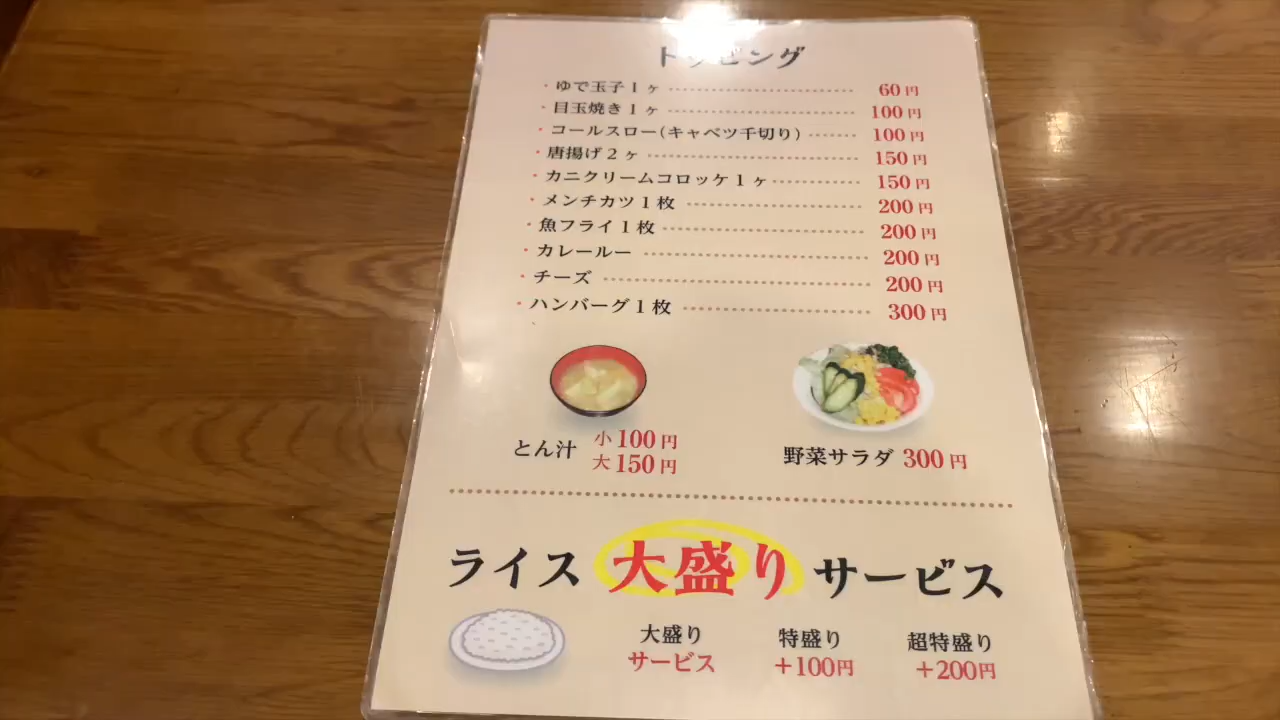 トッピング
・ゆで玉子1ヶ 60円
・目玉焼き1ヶ 100円
・コールスロー(キャベツ千切り) 100円
・唐揚げ2ヶ 150円
・カニクリームコロッケ1ヶ 150円
・メンチカツ1枚 200円
・魚フライ1枚 200円
・カレールー 200円
・チーズ 200円
・ハンバーグ1枚 300円
とん汁 小100円
大150円
野菜サラダ 300円
ライス大盛りサービス
大盛り
サービス
特盛り
+100円
超特盛り
+200円